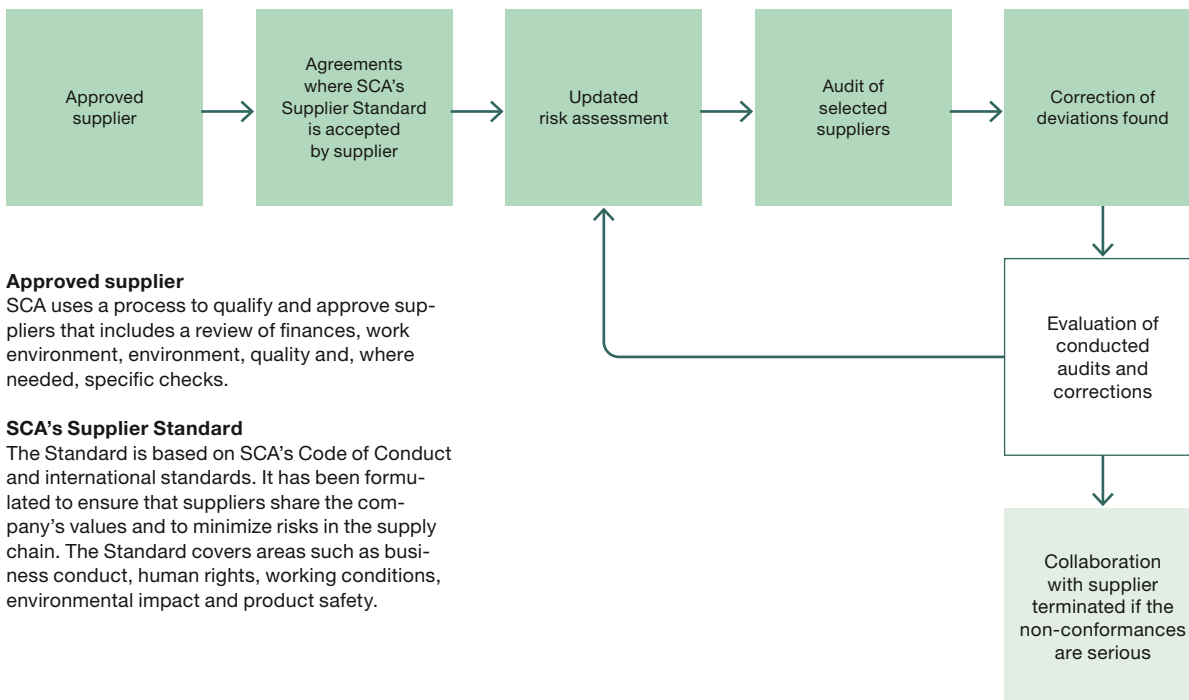 Approved
supplier
Agreements
where SCA's
Supplier Standard
is accepted
by supplier
Updated
risk assessment
Audit of
selected
suppliers
Correction of
deviations found
Evaluation of
conducted
audits and
corrections
Collaboration
with supplier
terminated if the
non-conformances
are serious
Approved supplier
SCA uses a process to qualify and approve sup-
pliers that includes a review of finances, work
environment, environment, quality and, where
needed, specific checks.
SCA's Supplier Standard
The Standard is based on SCA's Code of Conduct
and international standards. It has been formu-
lated to ensure that suppliers share the com-
pany's values and to minimize risks in the supply
chain. The Standard covers areas such as busi-
ness conduct, human rights, working conditions,
environmental impact and product safety.